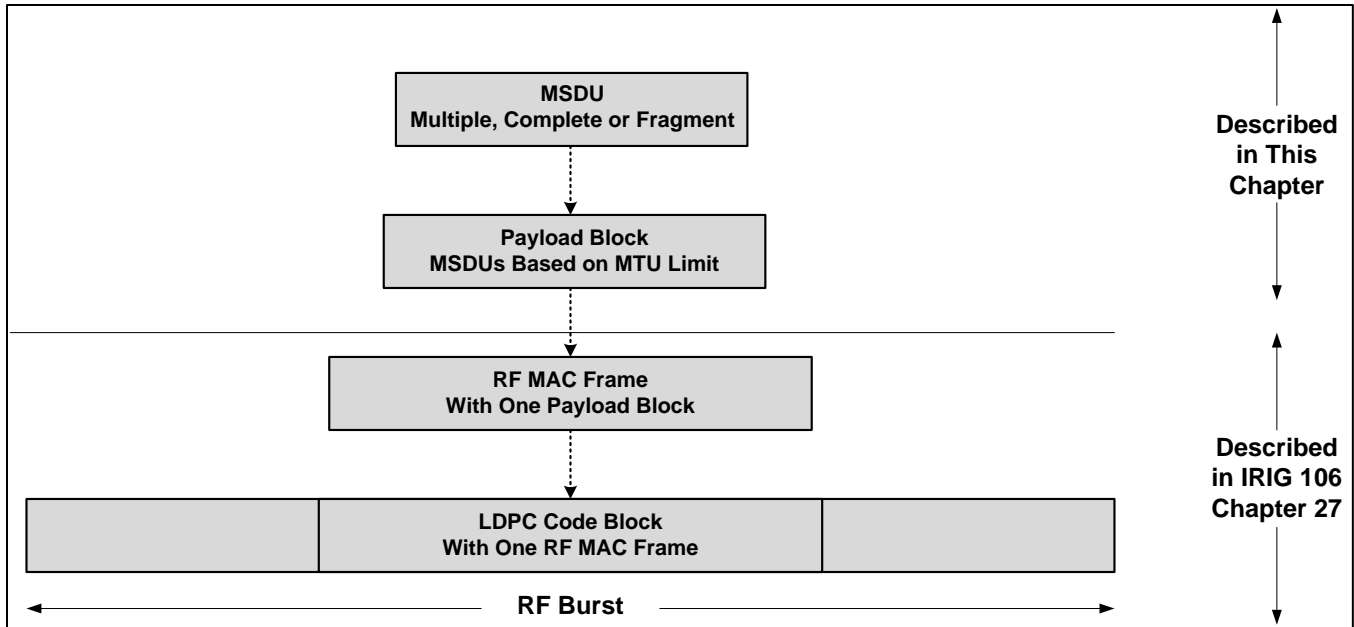 MSDU
Multiple, Complete or Fragment
Described
in This
Chapter
Payload Block
MSDUs Based on MTU Limit
RF MAC Frame
With One Payload Block
Described
in IRIG 106
Chapter 27
LDPC Code Block
With One RF MAC Frame
RF Burst